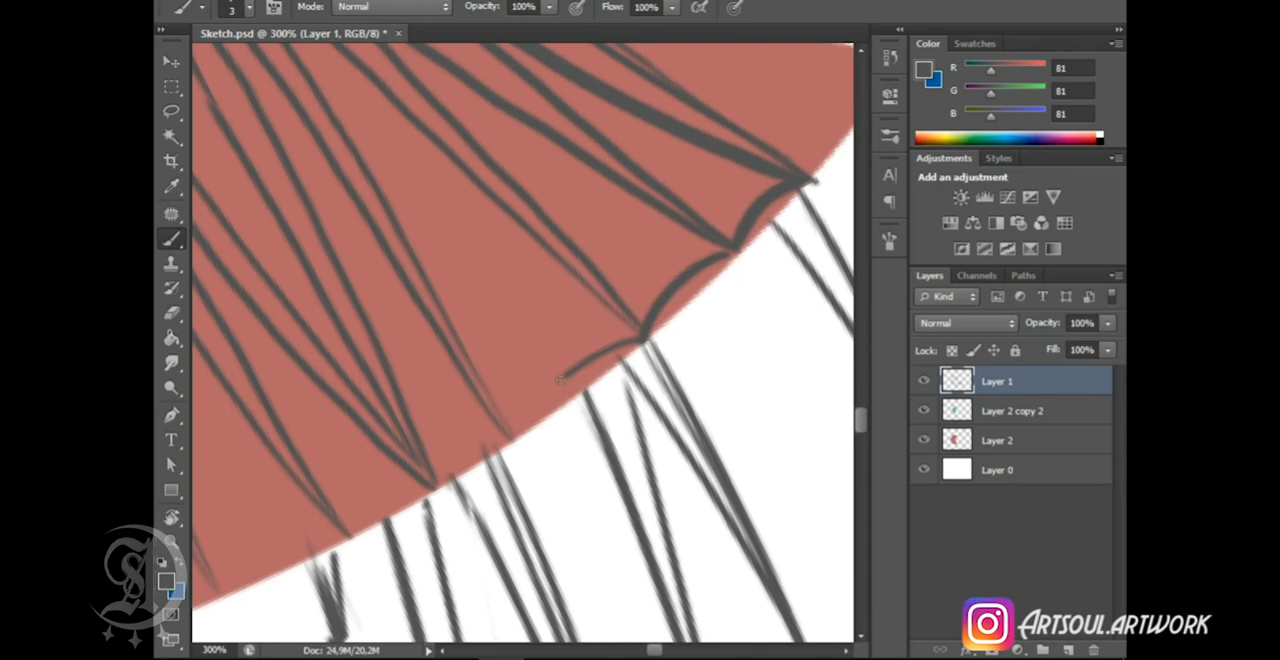 3 Mode: Normal Opacity: 100% Flow: 100%
Sketch.psd @ 300% (Layer 1, RGB/8) * ×
Color Swatches
R 81
G 81
B 81
Adjustments Styles
Add an adjustment
Layers Channels Paths
Kind T
Normal Opacity: 100%
Lock: Fill: 100%
Layer 1
Layer 2 copy 2
Layer 2
Layer 0
A
T
300% Doc: 24,9M/20,2M
fx
Artsoul.artwork